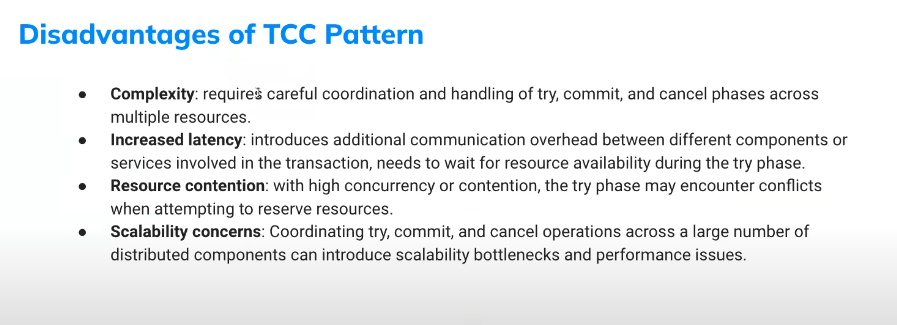 Disadvantages of TCC Pattern
● Complexity: requires careful coordination and handling of try, commit, and cancel phases across
multiple resources.
● Increased latency: introduces additional communication overhead between different components or
services involved in the transaction, needs to wait for resource availability during the try phase.
● Resource contention: with high concurrency or contention, the try phase may encounter conflicts
when attempting to reserve resources.
● Scalability concerns: Coordinating try, commit, and cancel operations across a large number of
distributed components can introduce scalability bottlenecks and performance issues.